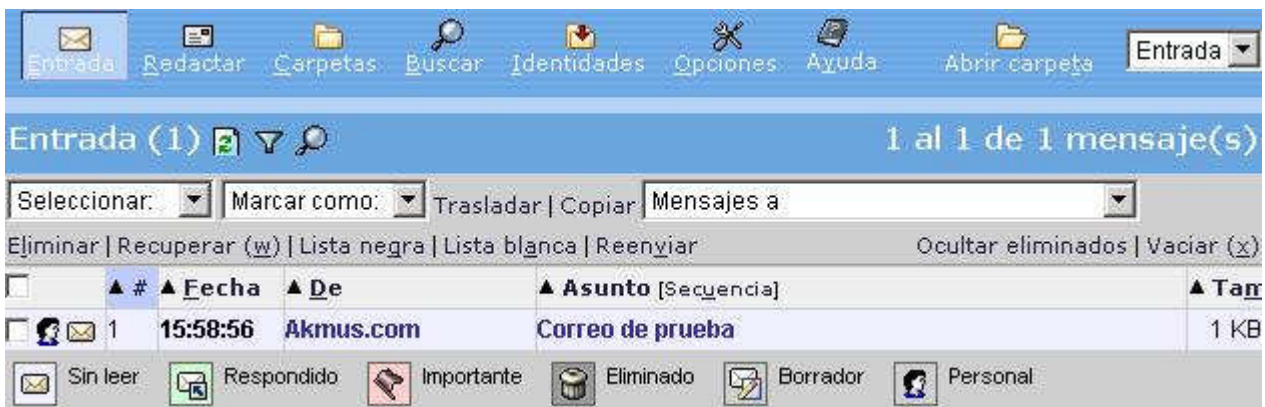 Entrada Redactar Carpetas Buscar Identidades Opciones Ayuda Abrir carpeta Entrada
Entrada (1) 1 al 1 de 1 mensaje(s)
Seleccionar: Marcar como: Trasladar | Copiar Mensajes a
Eliminar | Recuperar (w) | Lista negra | Lista blanca | Reenviar Ocultar eliminados | Vaciar (x)
# Fecha De Asunto [Secuencia] Tam
1 15:58:56 Akmus.com Correo de prueba 1 KB
Sin leer Respondido Importante Eliminado Borrador Personal